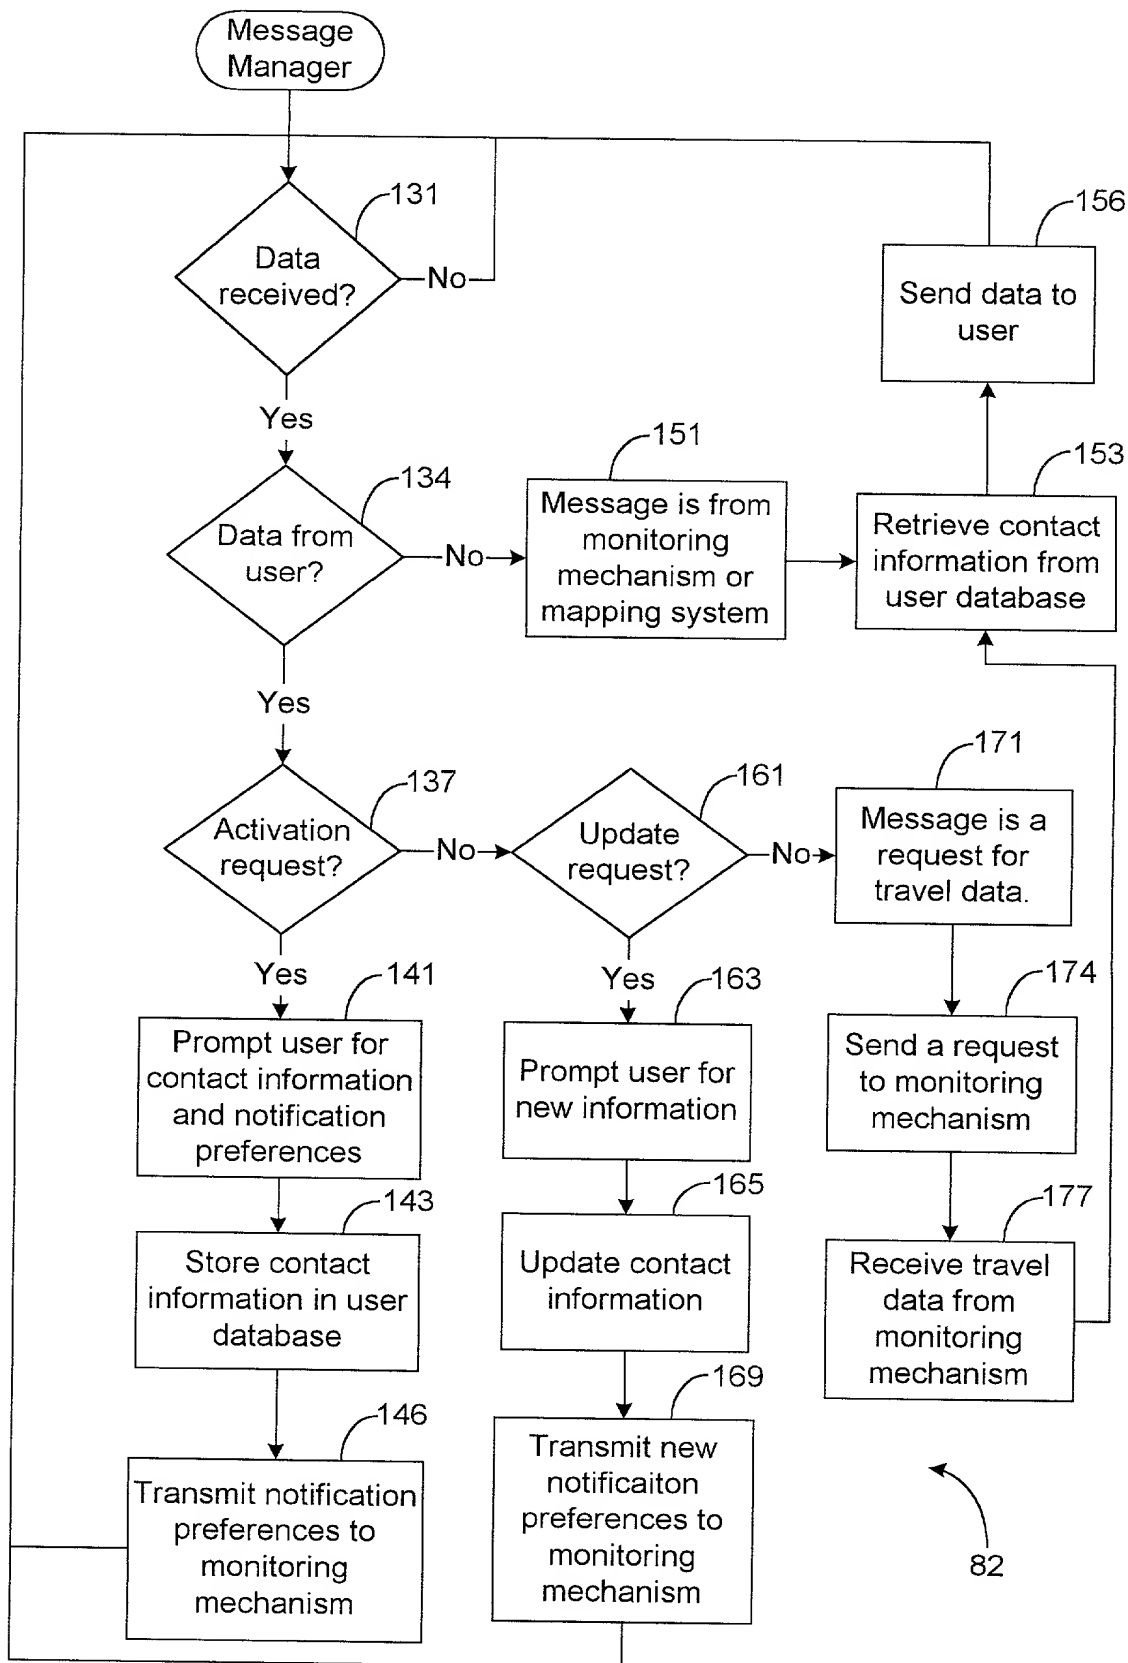 Message
Manager
131
Data
received?
No
156
Send data to
user
Yes
134
Data from
user?
No
151
Message is from
monitoring
mechanism or
mapping system
153
Retrieve contact
information from
user database
Yes
137
Activation
request?
No
161
Update
request?
No
171
Message is a
request for
travel data.
Yes
141
Prompt user for
contact information
and notification
preferences
Yes
163
Prompt user for
new information
174
Send a request
to monitoring
mechanism
143
Store contact
information in user
database
165
Update contact
information
177
Receive travel
data from
monitoring
mechanism
146
Transmit notification
preferences to
monitoring
mechanism
169
Transmit new
notificaiton
preferences to
monitoring
mechanism
82